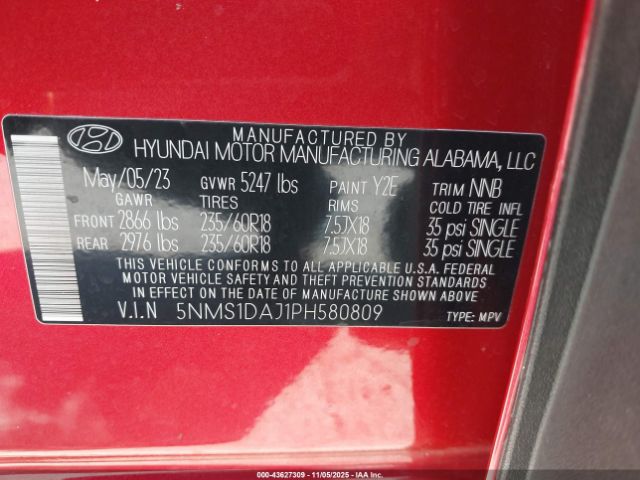 MANUFACTURED BY
HYUNDAI MOTOR MANUFACTURING ALABAMA, LLC
May/05/23 GVWR 5247 lbs PAINT Y2E TRIM NNB
GAWR TIRES RIMS COLD TIRE INFL
FRONT 2866 lbs 235/60R18 7.5JX18 35 psi SINGLE
REAR 2976 lbs 235/60R18 7.5JX18 35 psi SINGLE
THIS VEHICLE CONFORMS TO ALL APPLICABLE U.S.A. FEDERAL
MOTOR VEHICLE SAFETY, BUMPER, AND THEFT PREVENTION STANDARDS
IN EFFECT ON THE DATE OF MANUFACTURE SHOWN ABOVE.
V.I.N 5NMS1DAJ1PH580809 TYPE: MPV
000-43627309 - 11/05/2025 - IAAI.COM